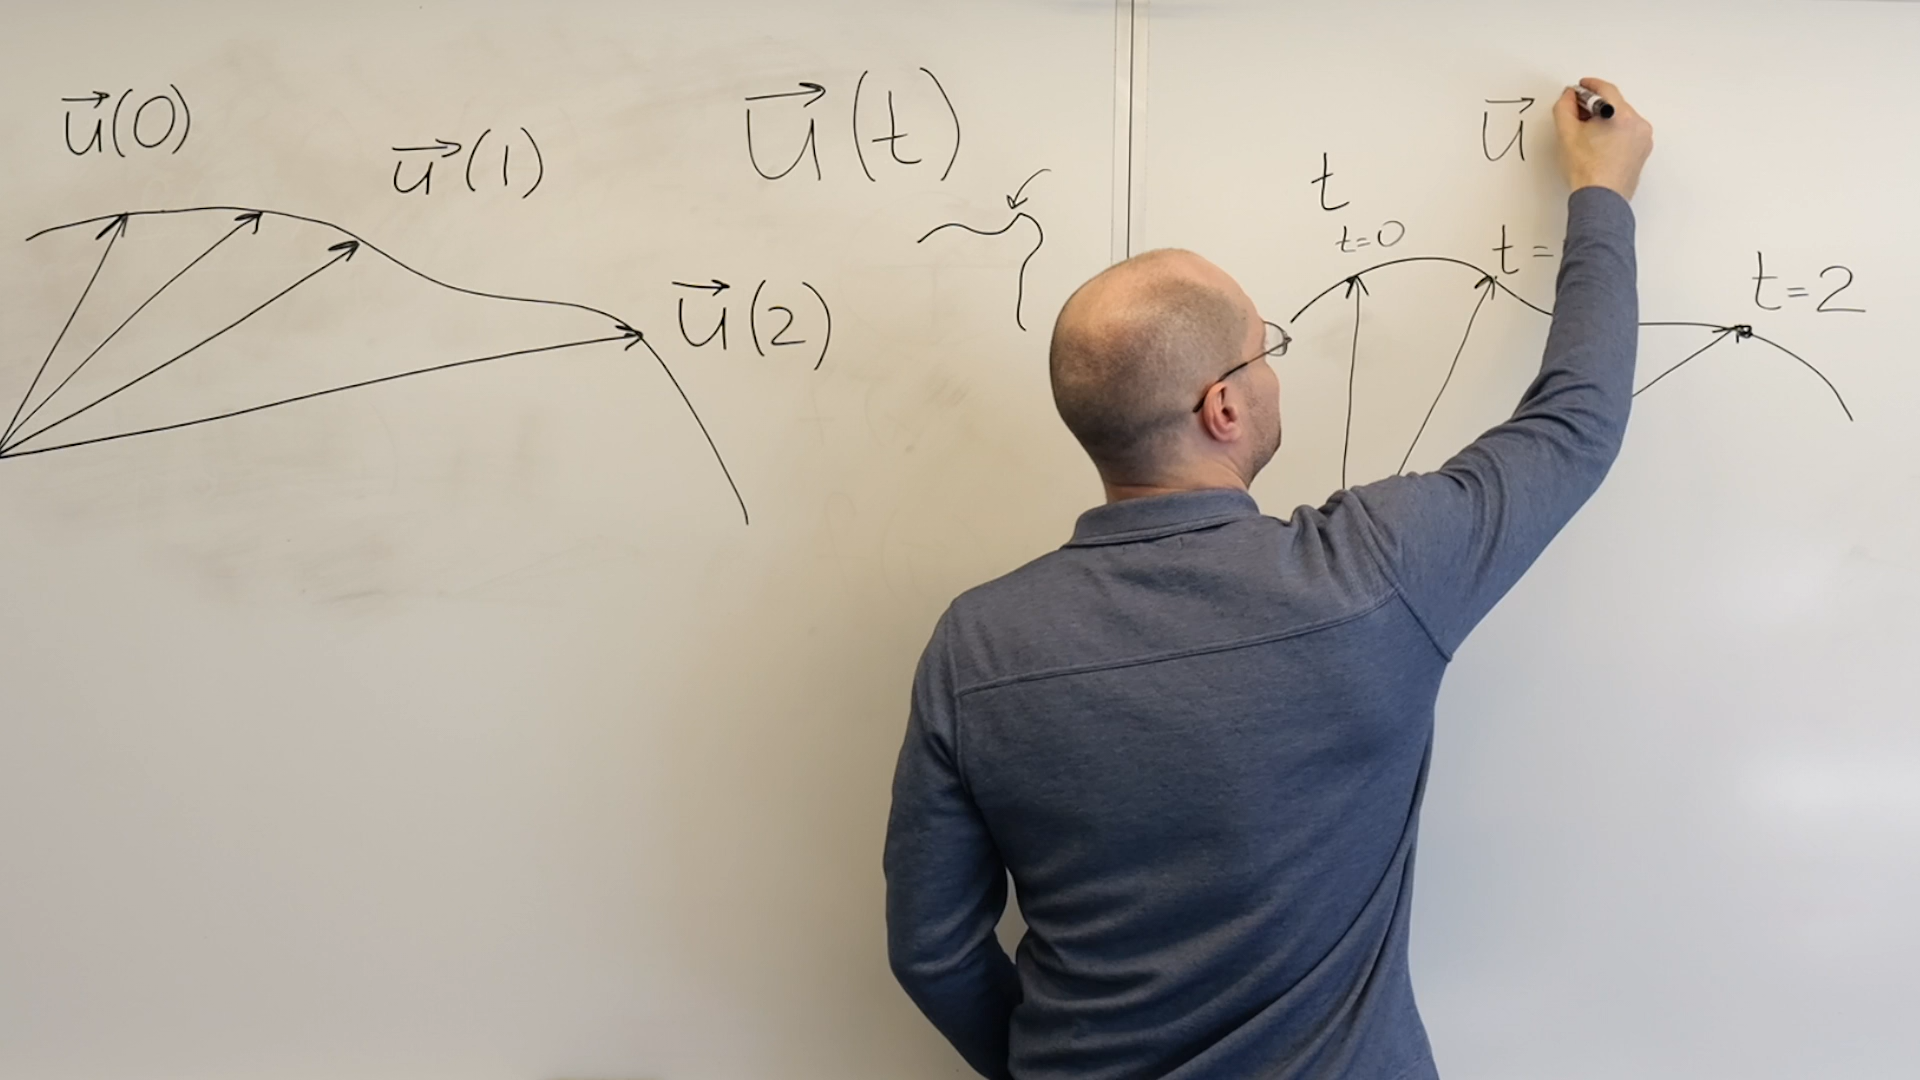 u⃗(0)
u⃗(1)
u⃗(2)
u⃗(t)
u⃗
t
t=0
t=
t=2